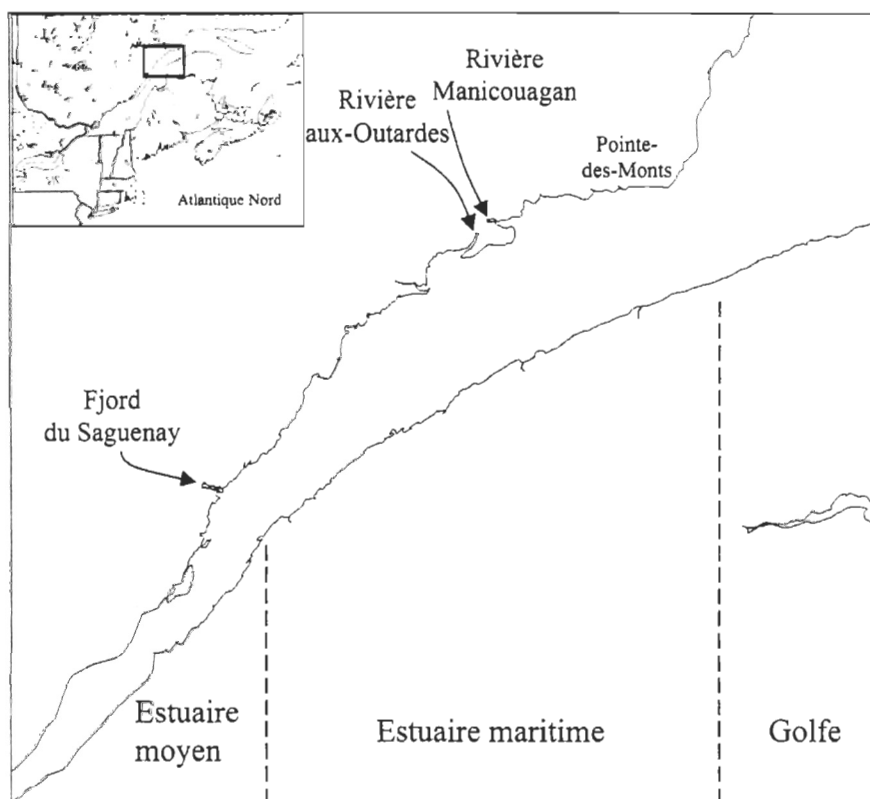 Atlantique Nord
Rivière
Manicouagan
Rivière
aux-Outardes
Pointe-
des-Monts
Fjord
du Saguenay
Estuaire
moyen
Estuaire maritime
Golfe